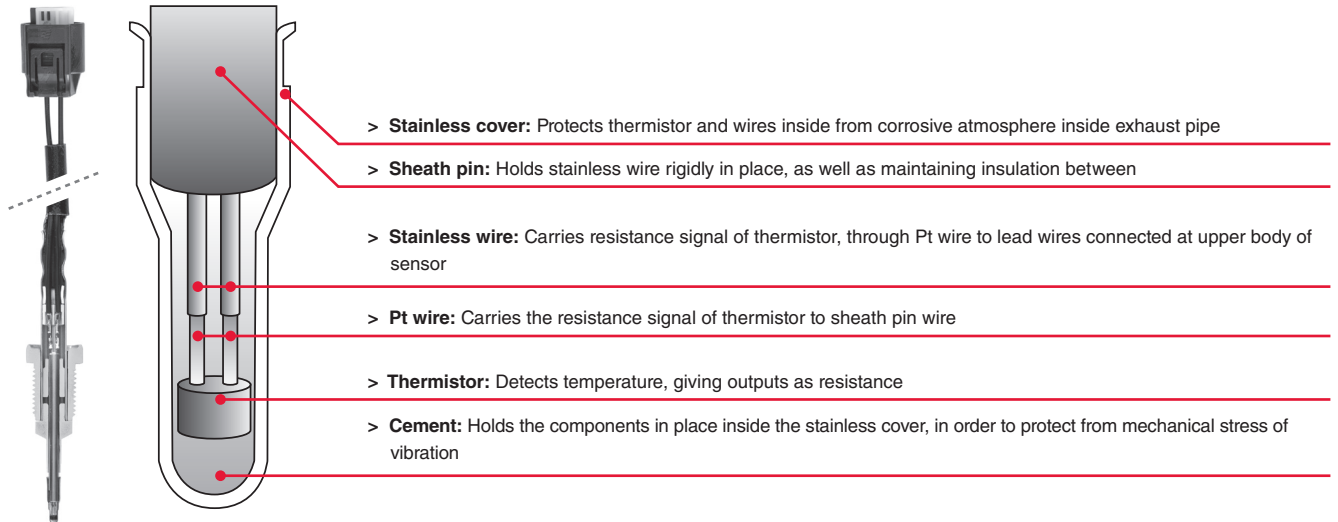 > Stainless cover: Protects thermistor and wires inside from corrosive atmosphere inside exhaust pipe
> Sheath pin: Holds stainless wire rigidly in place, as well as maintaining insulation between
> Stainless wire: Carries resistance signal of thermistor, through Pt wire to lead wires connected at upper body of
sensor
> Pt wire: Carries the resistance signal of thermistor to sheath pin wire
> Thermistor: Detects temperature, giving outputs as resistance
> Cement: Holds the components in place inside the stainless cover, in order to protect from mechanical stress of
vibration